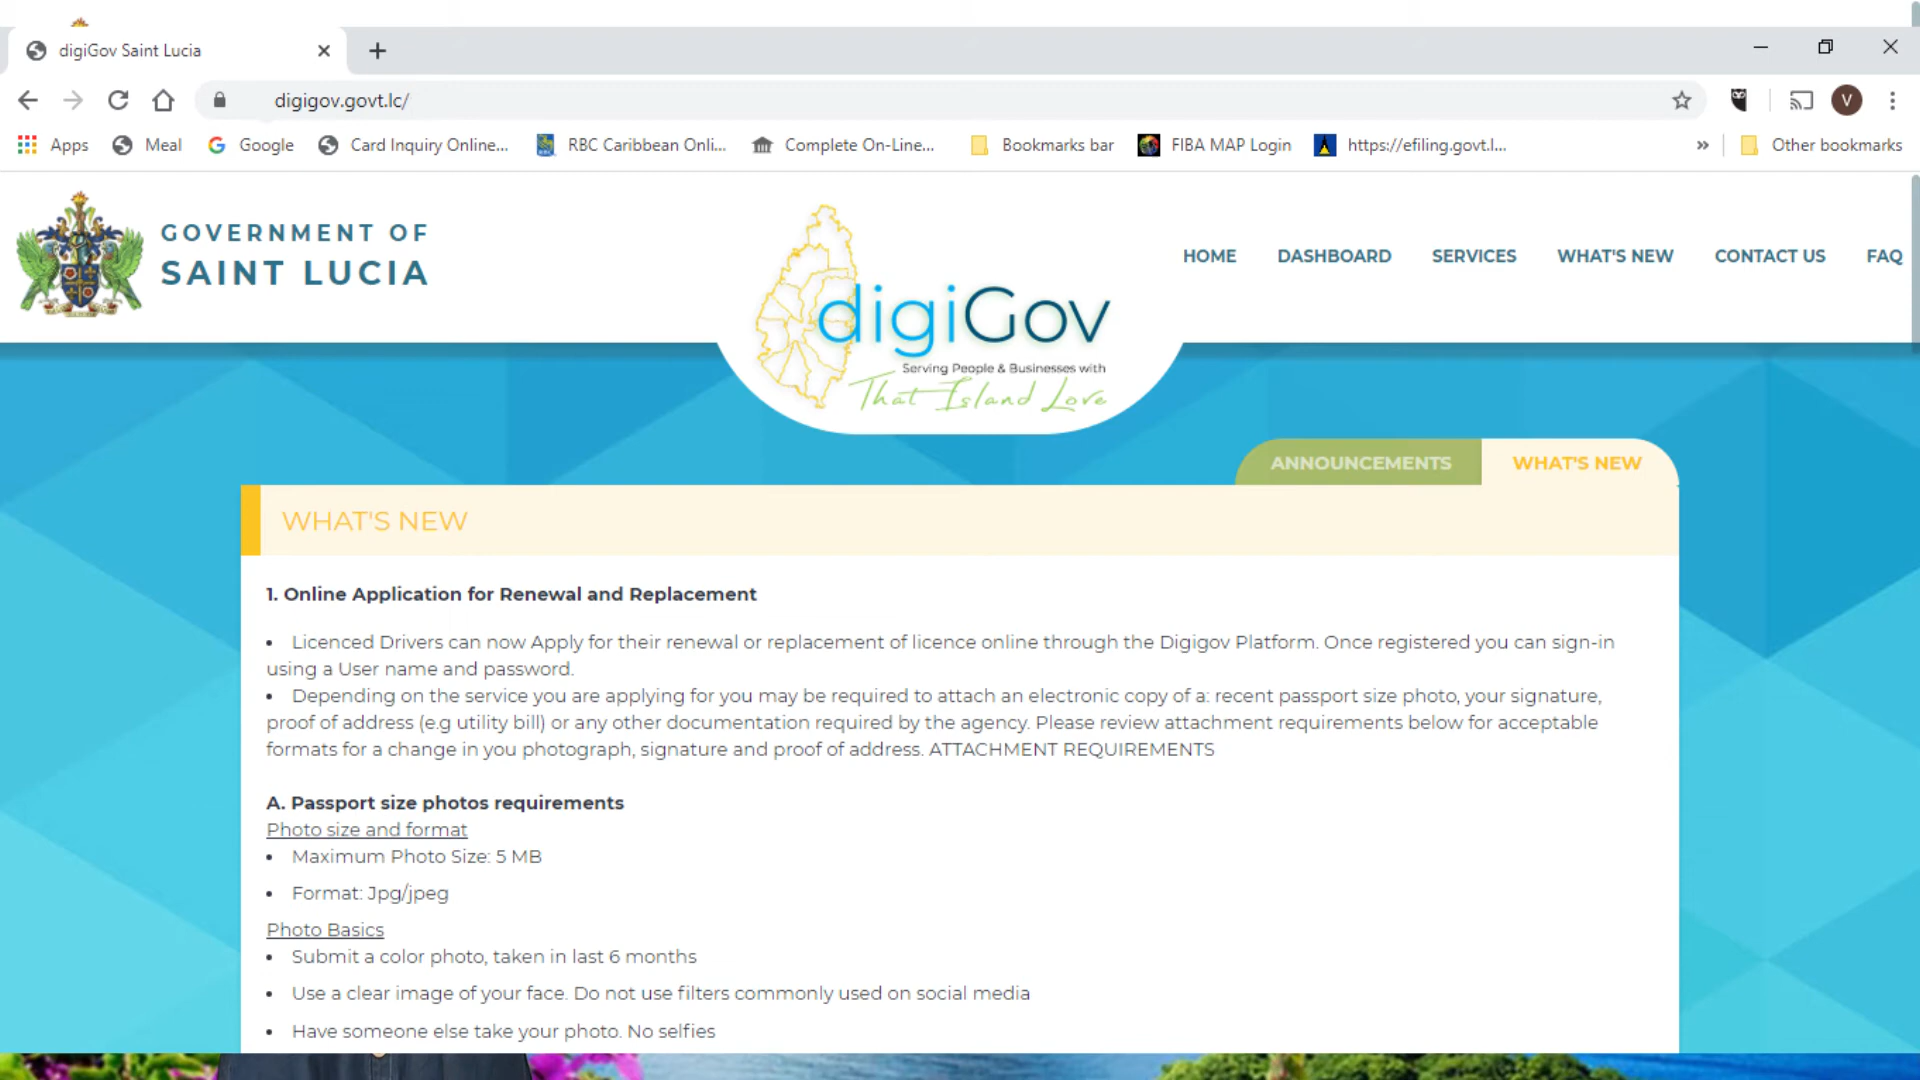 digiGov Saint Lucia
digigov.govt.lc/
V
Apps
Meal
Google
Card Inquiry Online...
RBC Caribbean Onli...
Complete On-Line...
Bookmarks bar
FIBA MAP Login
https://efiling.govt.l...
»
Other bookmarks
GOVERNMENT OF
SAINT LUCIA
digiGov
Serving People & Businesses with
That Island Love
HOME
DASHBOARD
SERVICES
WHAT'S NEW
CONTACT US
FAQ
ANNOUNCEMENTS
WHAT'S NEW
WHAT'S NEW
1. Online Application for Renewal and Replacement
• Licenced Drivers can now Apply for their renewal or replacement of licence online through the Digigov Platform. Once registered you can sign-in
using a User name and password.
• Depending on the service you are applying for you may be required to attach an electronic copy of a: recent passport size photo, your signature,
proof of address (e.g utility bill) or any other documentation required by the agency. Please review attachment requirements below for acceptable
formats for a change in you photograph, signature and proof of address. ATTACHMENT REQUIREMENTS
A. Passport size photos requirements
Photo size and format
• Maximum Photo Size: 5 MB
• Format: Jpg/jpeg
Photo Basics
• Submit a color photo, taken in last 6 months
• Use a clear image of your face. Do not use filters commonly used on social media
• Have someone else take your photo. No selfies